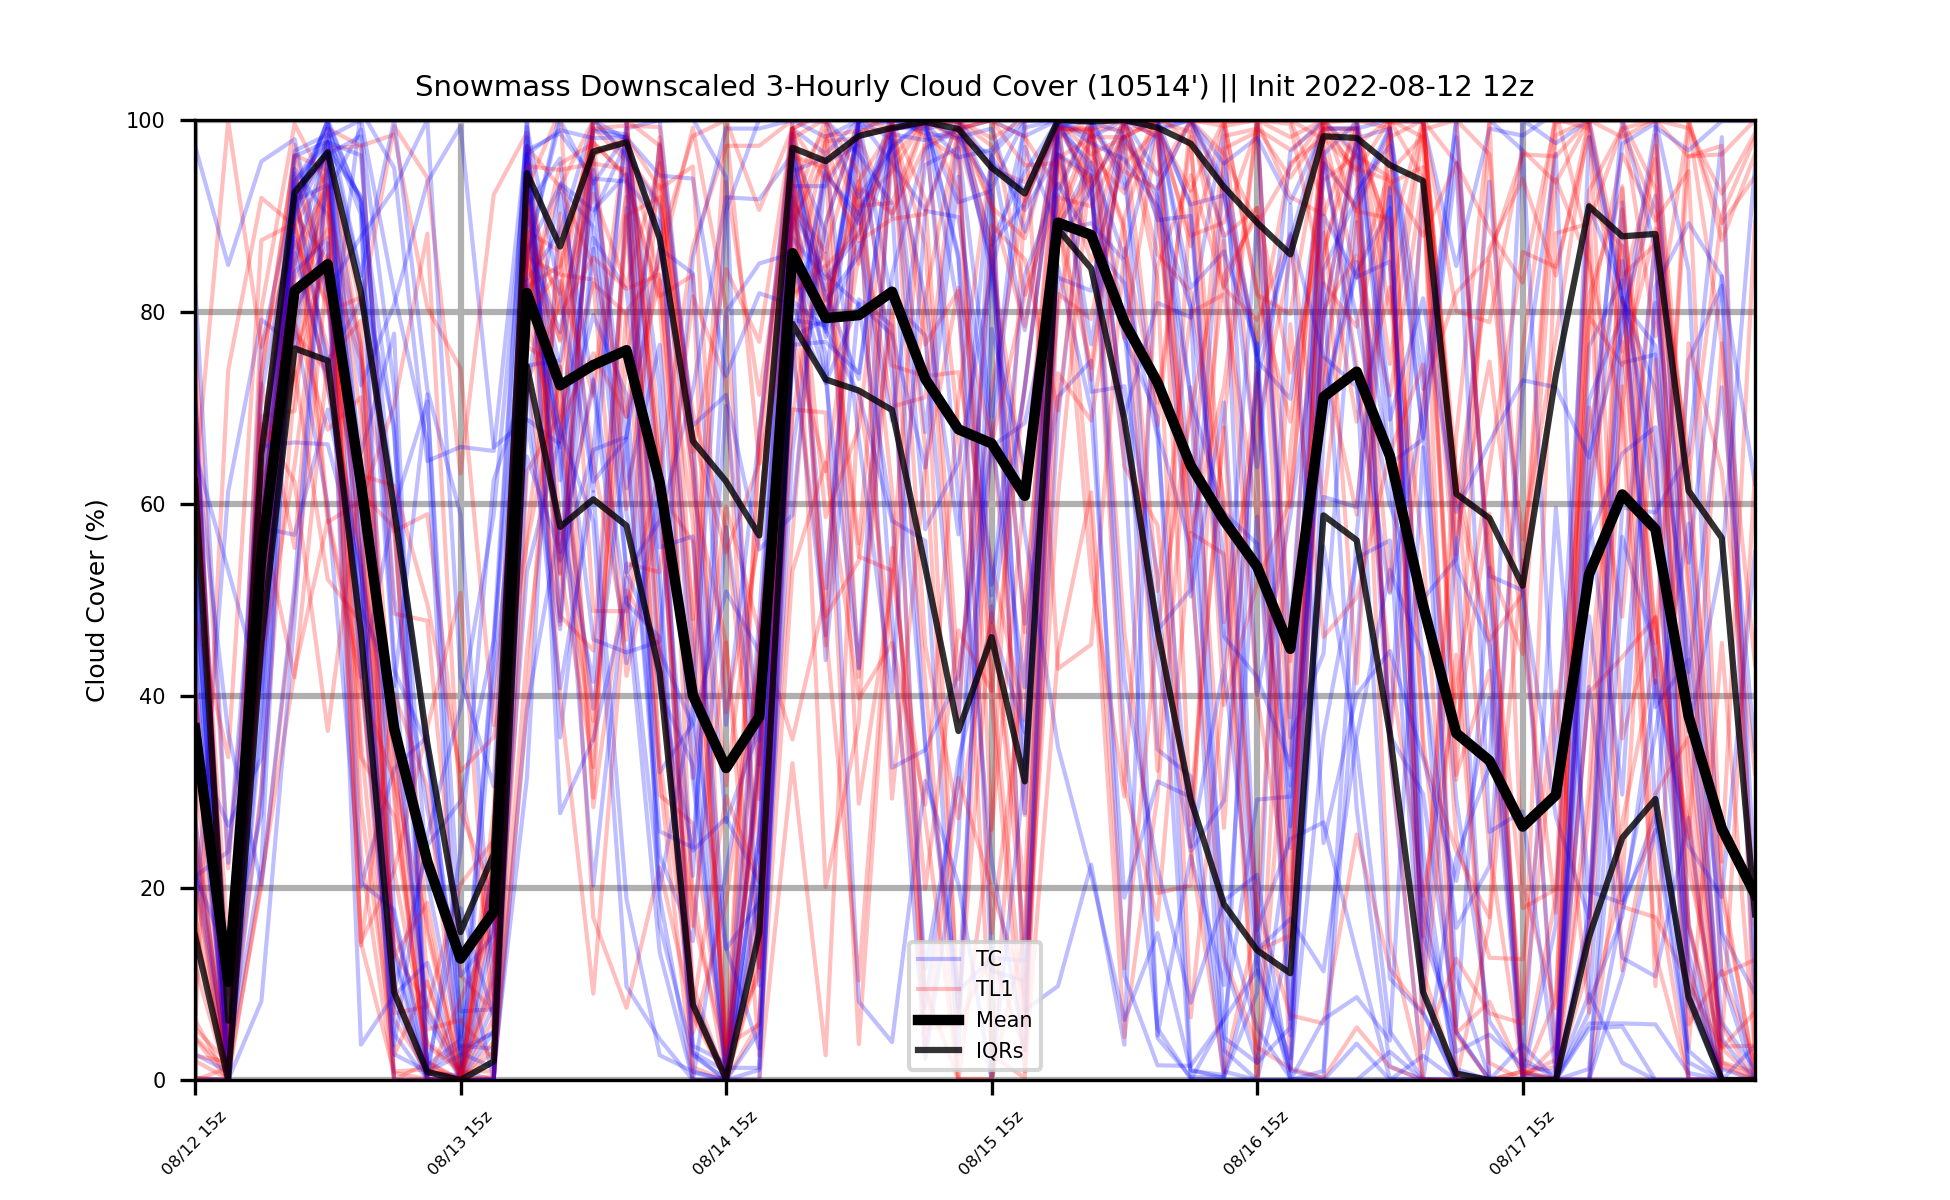 Snowmass Downscaled 3-Hourly Cloud Cover (10514') || Init 2022-08-12 12z
Cloud Cover (%)
100
80
60
40
20
0
TC
TL1
Mean
IQRs
08/12 15z
08/13 15z
08/14 15z
08/15 15z
08/16 15z
08/17 15z